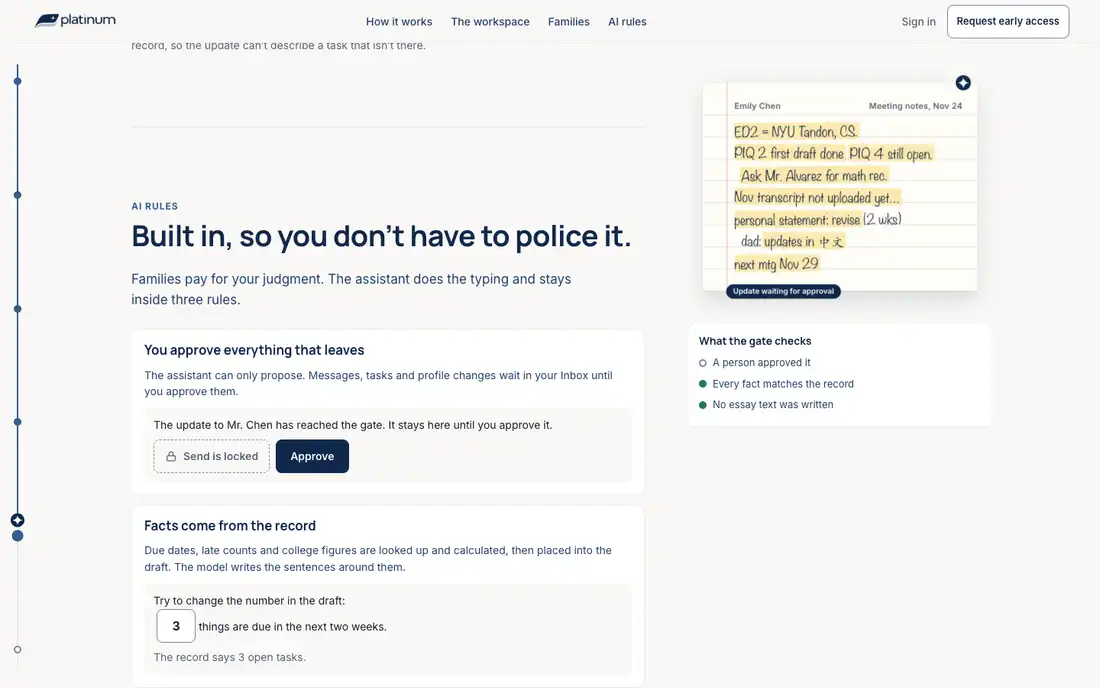 platinum
How it works
The workspace
Families
AI rules
Sign in
Request early access
record, so the update can't describe a task that isn't there.
AI RULES
Built in, so you don't have to police it.
Families pay for your judgment. The assistant does the typing and stays
inside three rules.
You approve everything that leaves
The assistant can only propose. Messages, tasks and profile changes wait in your Inbox until
you approve them.
The update to Mr. Chen has reached the gate. It stays here until you approve it.
Send is locked
Approve
Facts come from the record
Due dates, late counts and college figures are looked up and calculated, then placed into the
draft. The model writes the sentences around them.
Try to change the number in the draft:
3 things are due in the next two weeks.
The record says 3 open tasks.
Emily Chen
Meeting notes, Nov 24
ED2 = NYU Tandon, CS.
PIQ 2 first draft done PIQ 4 still open.
Ask Mr. Alvarez for math rec.
Nov transcript not uploaded yet...
personal statement: revise (2 wks)
dad: updates in 中文
next mtg Nov 29
Update waiting for approval
What the gate checks
A person approved it
Every fact matches the record
No essay text was written